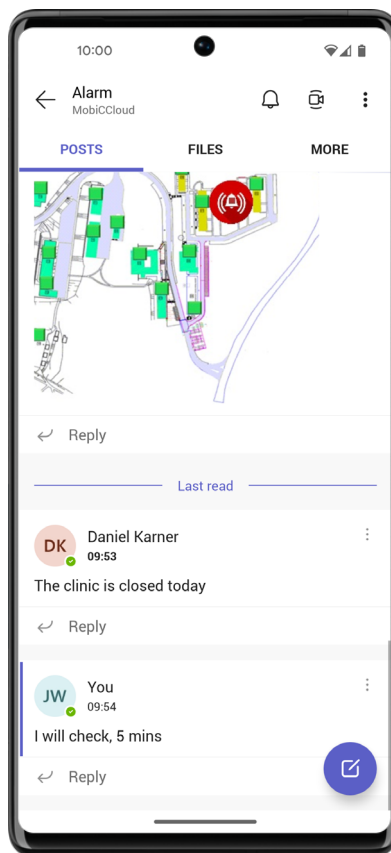 10:00
Alarm
MobiCCloud
POSTS
FILES
MORE
Reply
Last read
DK
Daniel Karner
09:53
The clinic is closed today
Reply
JW
You
09:54
I will check, 5 mins
Reply